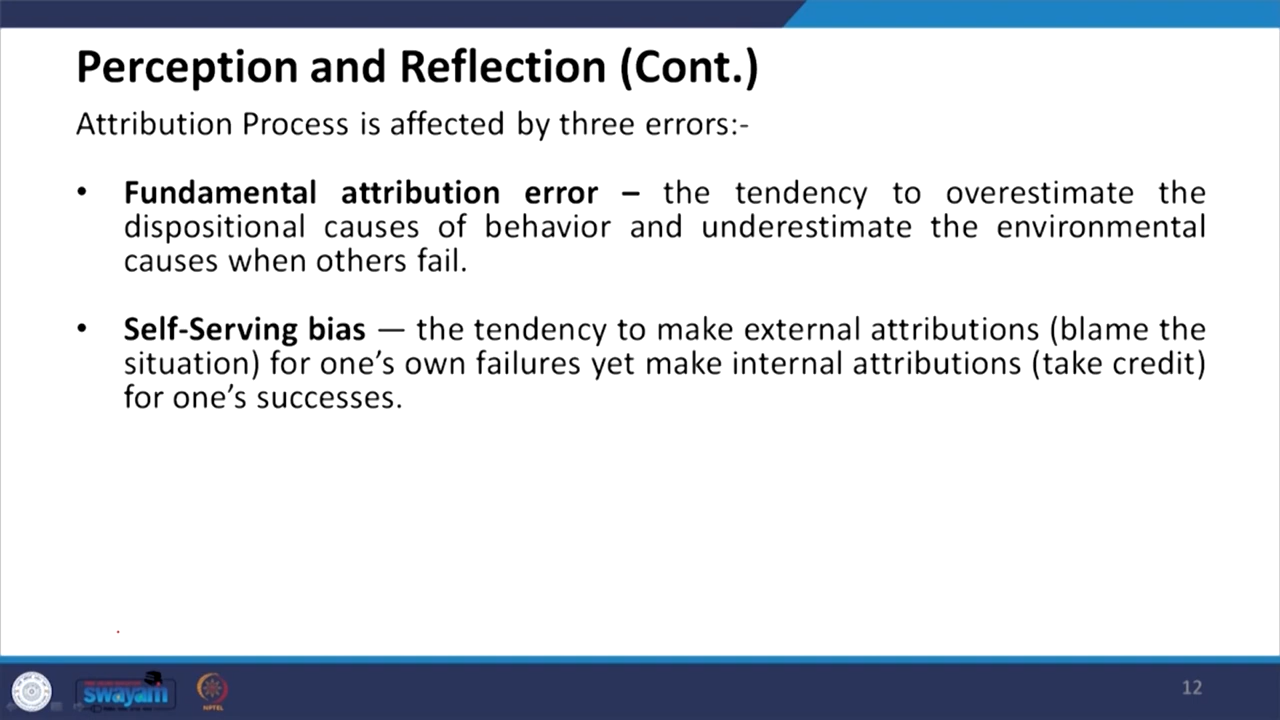 Perception and Reflection (Cont.)
Attribution Process is affected by three errors:-
• Fundamental attribution error – the tendency to overestimate the
dispositional causes of behavior and underestimate the environmental
causes when others fail.
• Self-Serving bias — the tendency to make external attributions (blame the
situation) for one’s own failures yet make internal attributions (take credit)
for one’s successes.
swayam
NPTEL
12